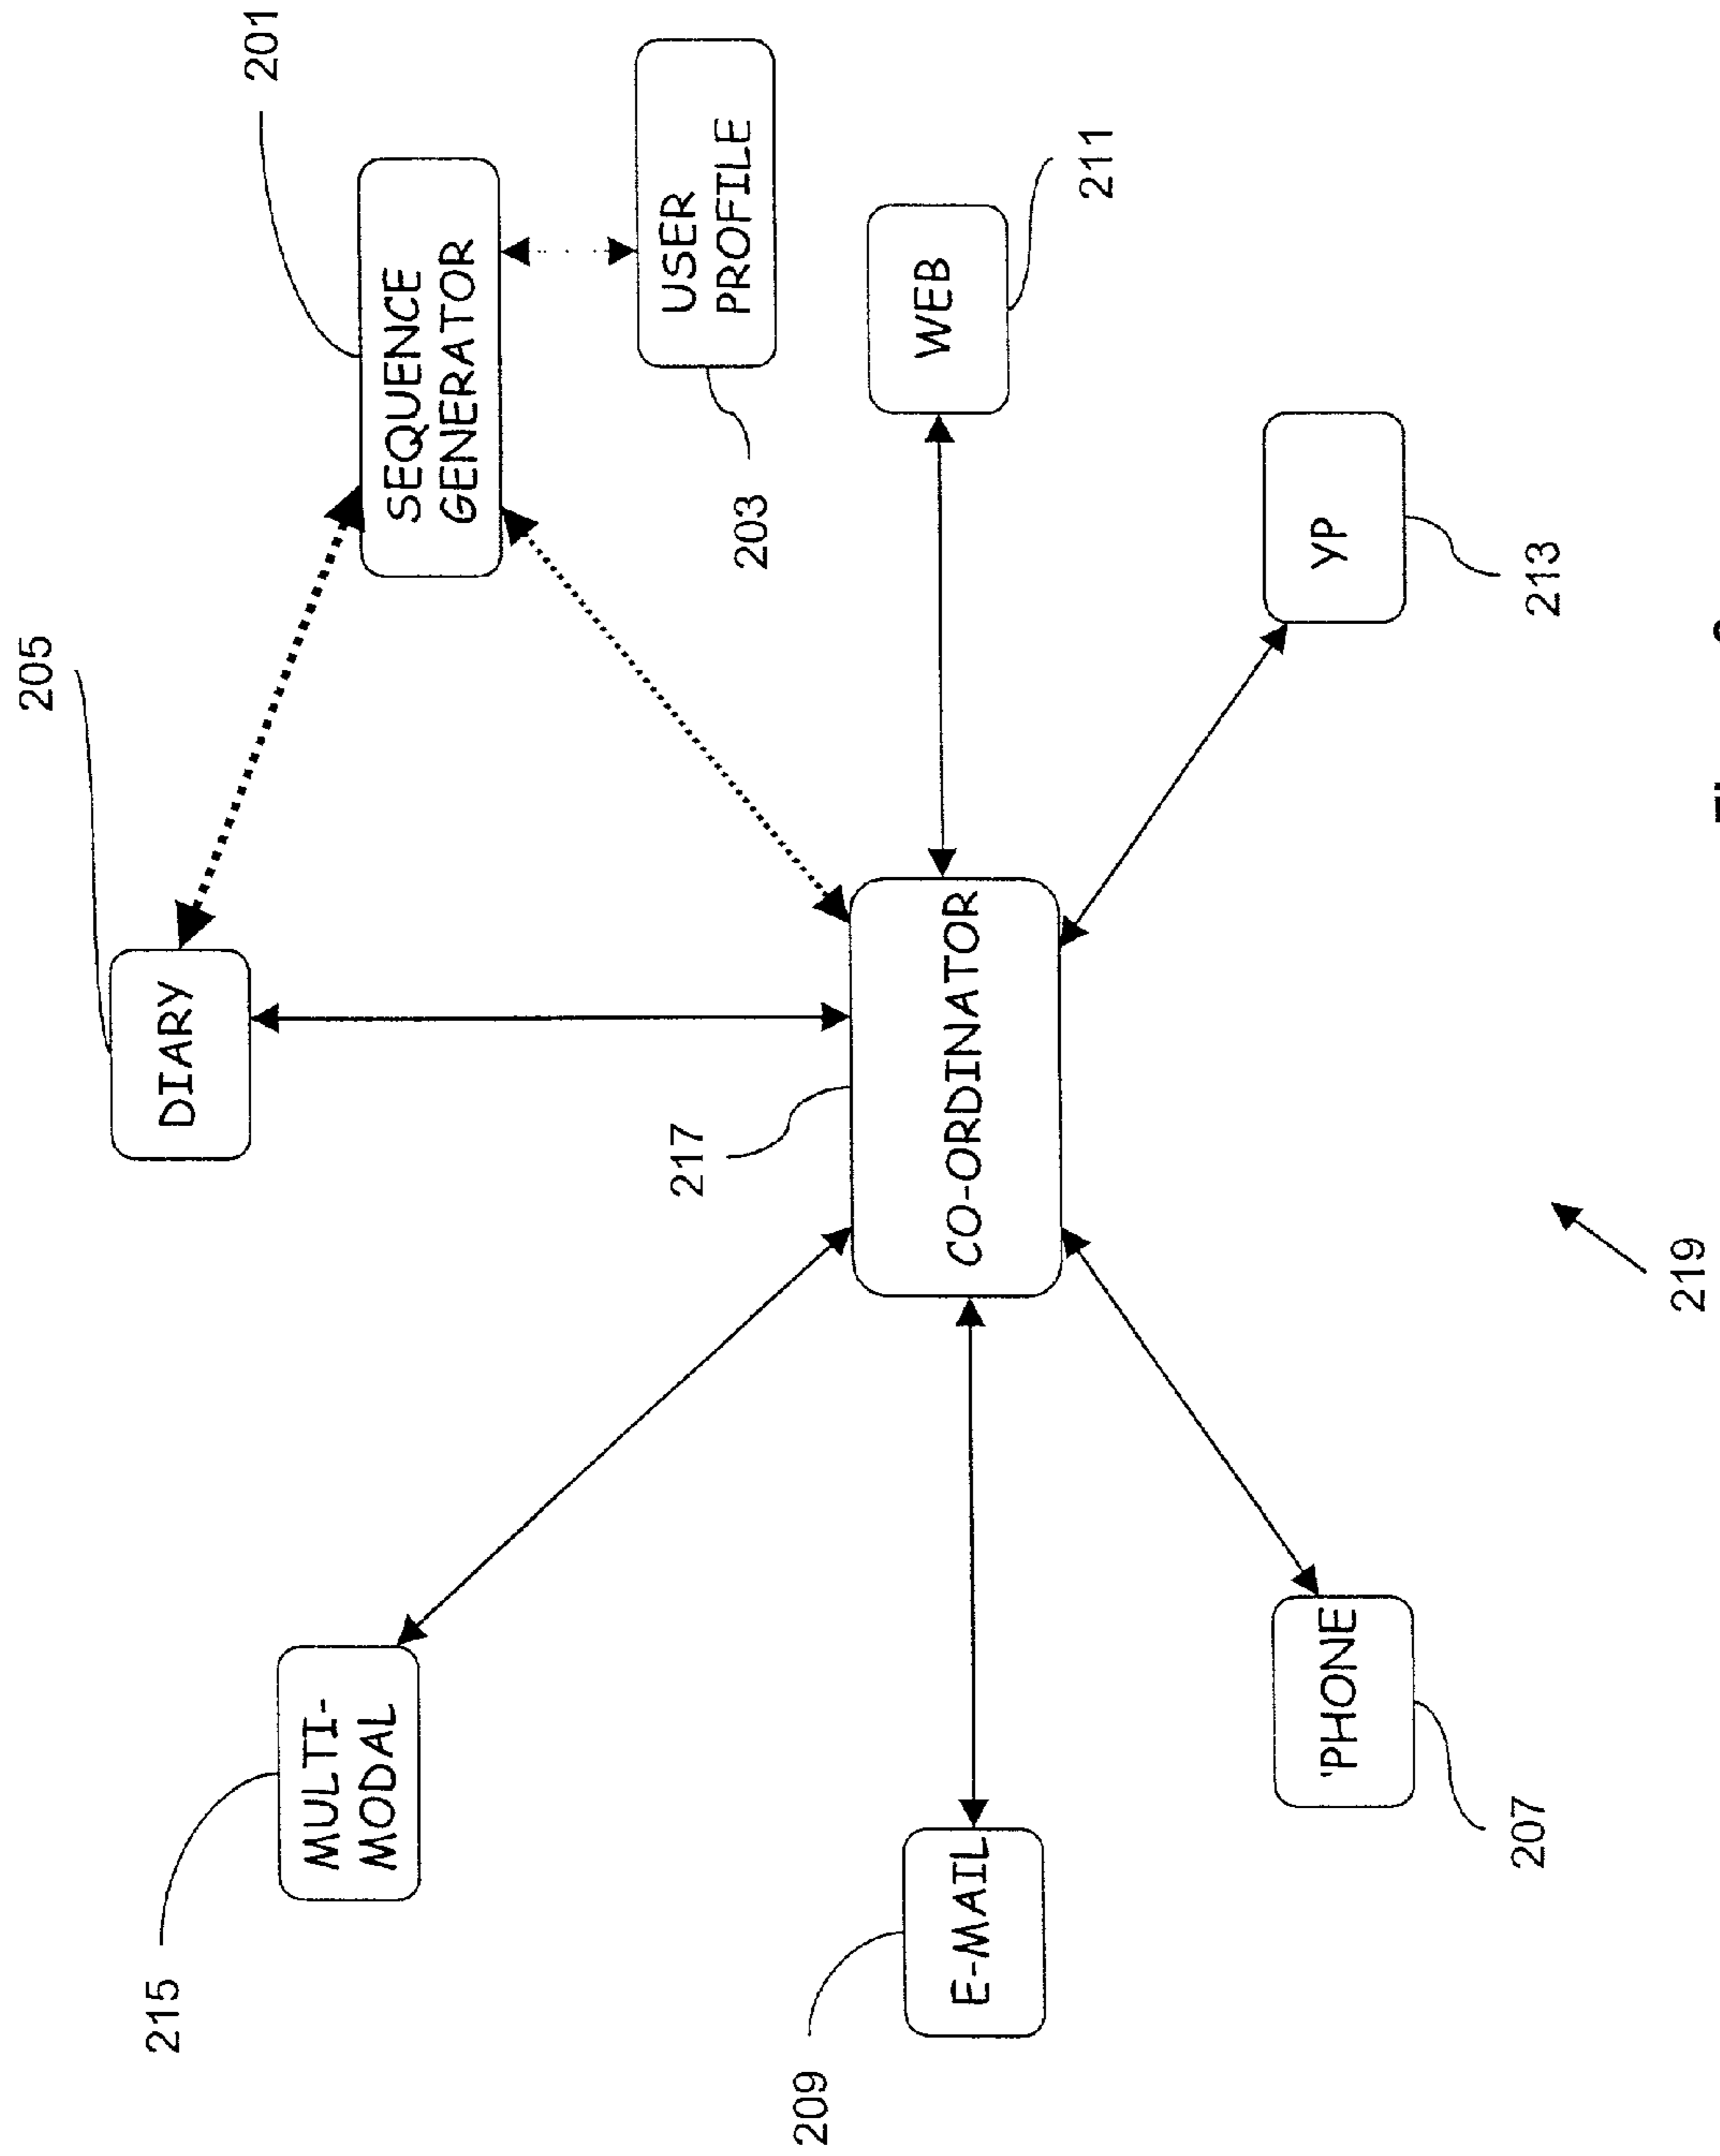 205
215
DIARY
201
MULTI-
MODAL
SEQUENCE
GENERATOR
217
USER
PROFILE
203
209
E-MAIL
CO-ORDINATOR
WEB
211
'PHONE
YP
207
213
219